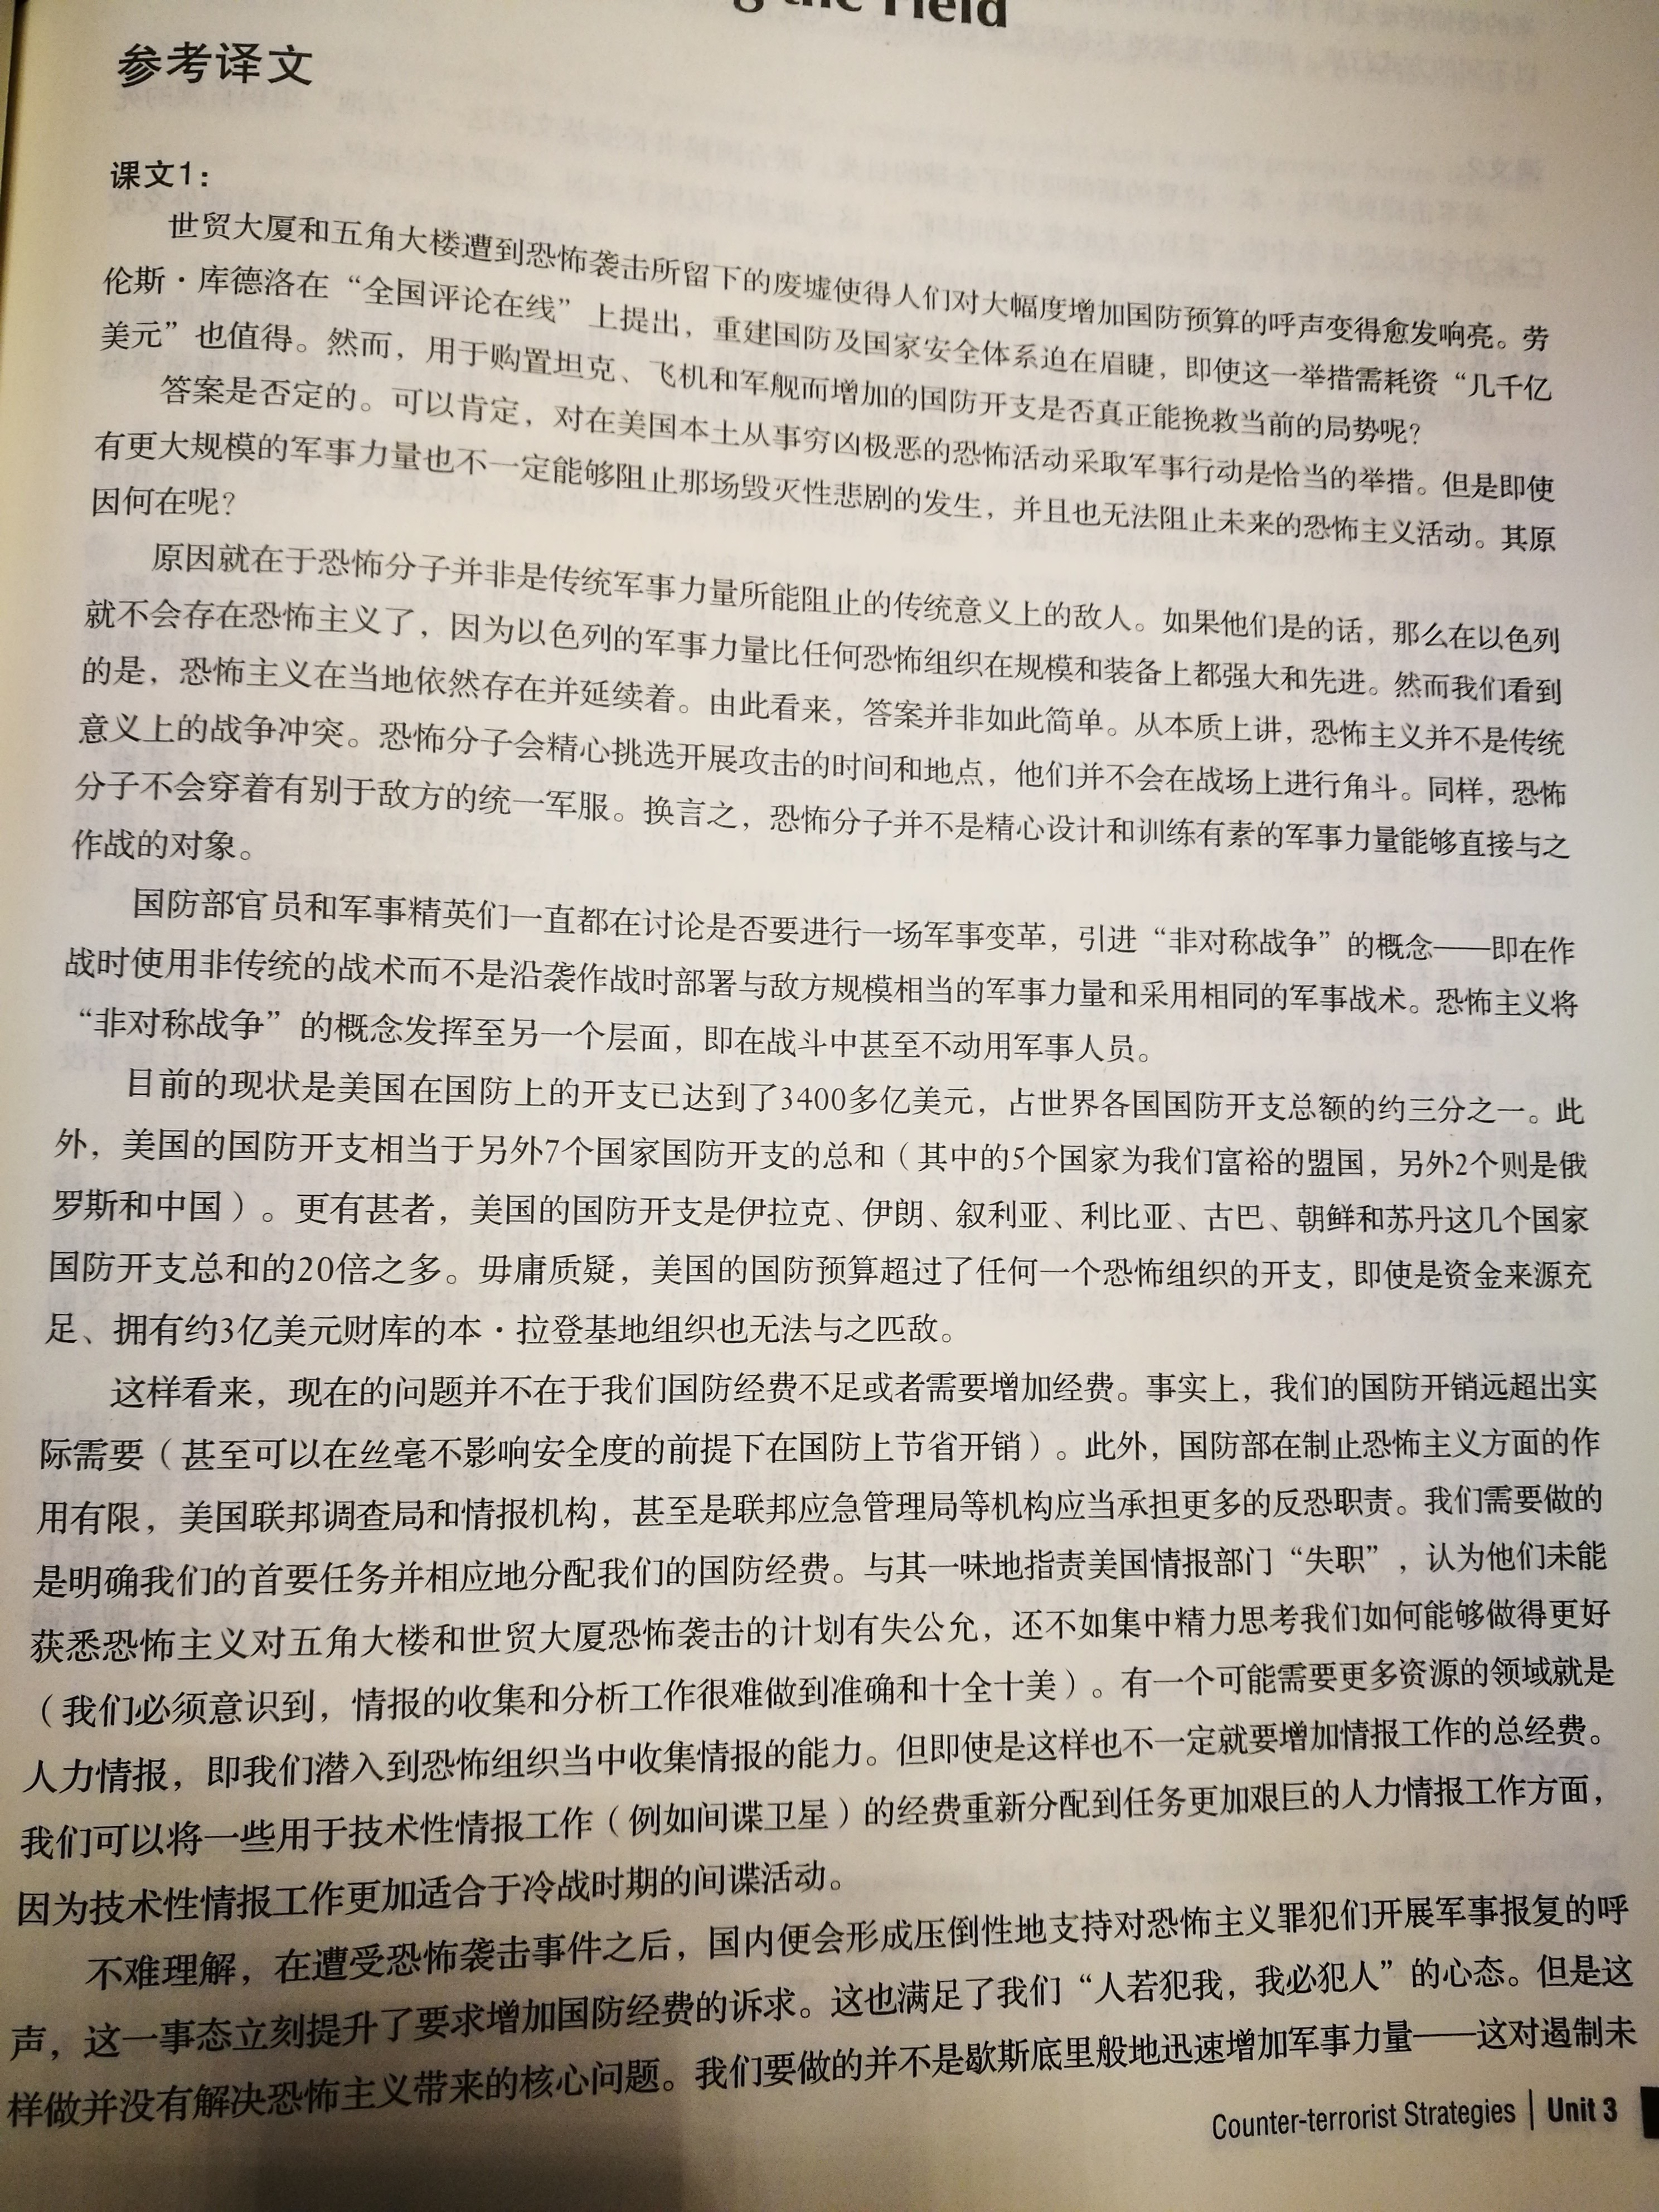 the Field
参考译文
课文1：
世贸大厦和五角大楼遭到恐怖袭击所留下的废墟使得人们对大幅度增加国防预算的呼声变得愈发响亮。劳
伦斯·库德洛在“全国评论在线”上提出，重建国防及国家安全体系迫在眉睫，即使这一举措需耗资“几千亿
美元”也值得。然而，用于购置坦克、飞机和军舰而增加的国防开支是否真正能挽救当前的局势呢？
答案是否定的。可以肯定，对在美国本土从事穷凶极恶的恐怖活动采取军事行动是恰当的举措。但是即使
有更大规模的军事力量也不一定能够阻止那场毁灭性悲剧的发生，并且也无法阻止未来的恐怖主义活动。其原
因何在呢？
原因就在于恐怖分子并非是传统军事力量所能阻止的传统意义上的敌人。如果他们是的话，那么在以色列
就不会存在恐怖主义了，因为以色列的军事力量比任何恐怖组织在规模和装备上都强大和先进。然而我们看到
的是，恐怖主义在当地依然存在并延续着。由此看来，答案并非如此简单。从本质上讲，恐怖主义并不是传统
意义上的战争冲突。恐怖分子会精心挑选开展攻击的时间和地点，他们并不会在战场上进行角斗。同样，恐怖
分子不会穿着有别于敌方的统一军服。换言之，恐怖分子并不是精心设计和训练有素的军事力量能够直接与之
作战的对象。
国防部官员和军事精英们一直都在讨论是否要进行一场军事变革，引进“非对称战争”的概念——即在作
战时使用非传统的战术而不是沿袭作战时部署与敌方规模相当的军事力量和采用相同的军事战术。恐怖主义将
“非对称战争”的概念发挥至另一个层面，即在战斗中甚至不动用军事人员。
目前的现状是美国在国防上的开支已达到了3400多亿美元，占世界各国国防开支总额的约三分之一。此
外，美国的国防开支相当于另外7个国家国防开支的总和（其中的5个国家为我们富裕的盟国，另外2个则是俄
罗斯和中国）。更有甚者，美国的国防开支是伊拉克、伊朗、叙利亚、利比亚、古巴、朝鲜和苏丹这几个国家
国防开支总和的20倍之多。毋庸质疑，美国的国防预算超过了任何一个恐怖组织的开支，即使是资金来源充
足、拥有约3亿美元财库的本·拉登基地组织也无法与之匹敌。
这样看来，现在的问题并不在于我们国防经费不足或者需要增加经费。事实上，我们的国防开销远超出实
际需要（甚至可以在丝毫不影响安全度的前提下在国防上节省开销）。此外，国防部在制止恐怖主义方面的作
用有限，美国联邦调查局和情报机构，甚至是联邦应急管理局等机构应当承担更多的反恐职责。我们需要做的
是明确我们的首要任务并相应地分配我们的国防经费。与其一味地指责美国情报部门“失职”，认为他们未能
获悉恐怖主义对五角大楼和世贸大厦恐怖袭击的计划有失公允，还不如集中精力思考我们如何能够做得更好
（我们必须意识到，情报的收集和分析工作很难做到准确和十全十美）。有一个可能需要更多资源的领域就是
人力情报，即我们潜入到恐怖组织当中收集情报的能力。但即使是这样也不一定就要增加情报工作的总经费。
我们可以将一些用于技术性情报工作（例如间谍卫星）的经费重新分配到任务更加艰巨的人力情报工作方面，
因为技术性情报工作更加适合于冷战时期的间谍活动。
不难理解，在遭受恐怖袭击事件之后，国内便会形成压倒性地支持对恐怖主义罪犯们开展军事报复的呼
声，这一事态立刻提升了要求增加国防经费的诉求。这也满足了我们“人若犯我，我必犯人”的心态。但是这
样做并没有解决恐怖主义带来的核心问题。我们要做的并不是歇斯底里般地迅速增加军事力量——这对遏制未
Counter-terrorist Strategies | Unit 3